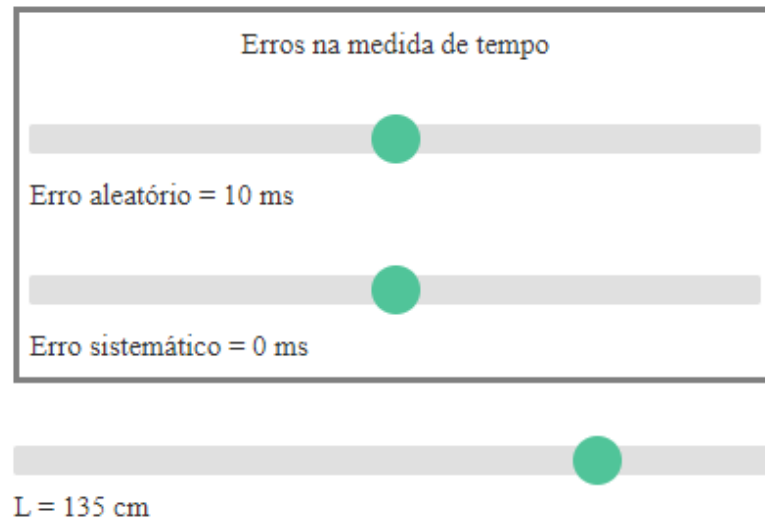 Erros na medida de tempo
Erro aleatório = 10 ms
Erro sistemático = 0 ms
L = 135 cm